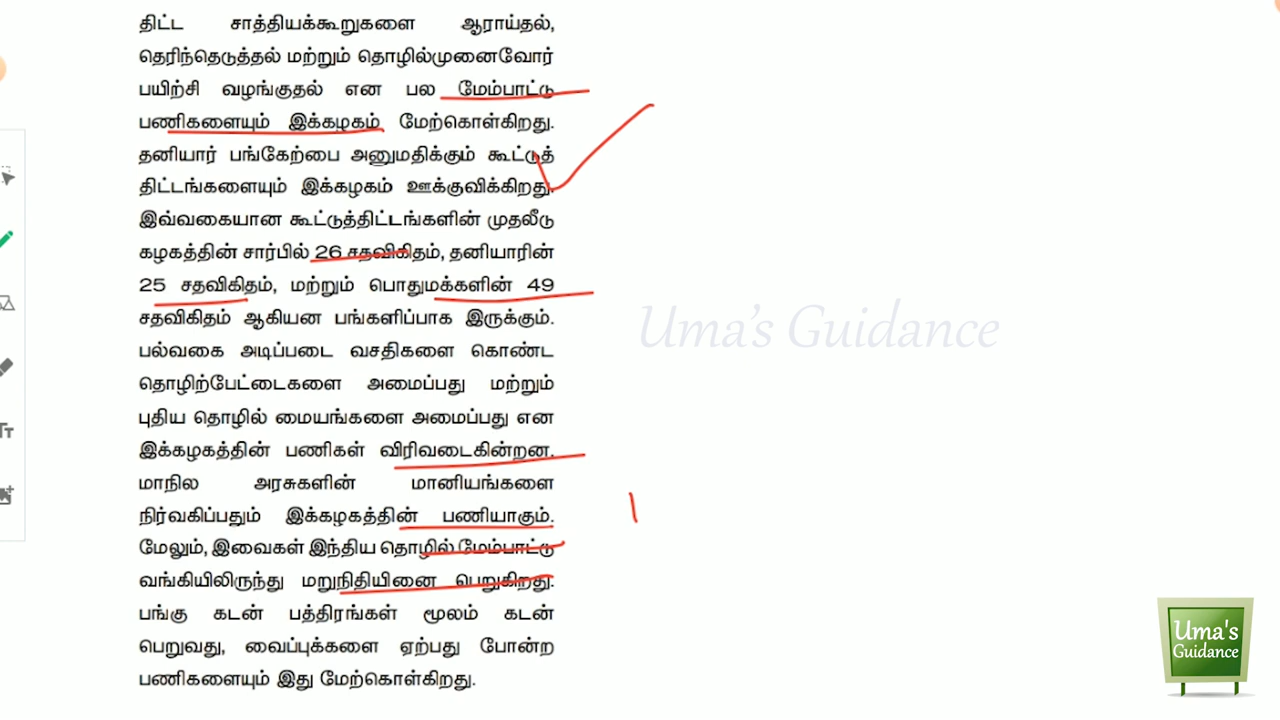 திட்ட சாத்தியக்கூறுகளை ஆராய்தல்,
தெரிந்தெடுத்தல் மற்றும் தொழில்முனைவோர்
பயிற்சி வழங்குதல் என பல மேம்பாட்டு
பணிகளையும் இக்கழகம் மேற்கொள்கிறது.
தனியார் பங்கேற்பை அனுமதிக்கும் கூட்டுத்
திட்டங்களையும் இக்கழகம் ஊக்குவிக்கிறது.
இவ்வகையான கூட்டுத்திட்டங்களின் முதலீடு
கழகத்தின் சார்பில் 26 சதவிகிதம், தனியாரின்
25 சதவிகிதம், மற்றும் பொதுமக்களின் 49
சதவிகிதம் ஆகியன பங்களிப்பாக இருக்கும்.
பல்வகை அடிப்படை வசதிகளை கொண்ட
தொழிற்பேட்டைகளை அமைப்பது மற்றும்
புதிய தொழில் மையங்களை அமைப்பது என
இக்கழகத்தின் பணிகள் விரிவடைகின்றன.
மாநில அரசுகளின் மானியங்களை
நிர்வகிப்பதும் இக்கழகத்தின் பணியாகும்.
மேலும், இவைகள் இந்திய தொழில் மேம்பாட்டு
வங்கியிலிருந்து மறுநிதியினை பெறுகிறது.
பங்கு கடன் பத்திரங்கள் மூலம் கடன்
பெறுவது, வைப்புக்களை ஏற்பது போன்ற
பணிகளையும் இது மேற்கொள்கிறது.
Uma's Guidance
Uma's
Guidance